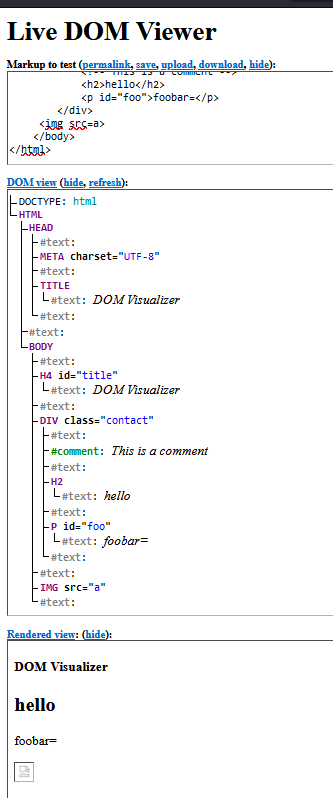 Live DOM Viewer
Markup to test (permalink, save, upload, download, hide):
<!-- This is a comment -->
<h2>hello</h2>
<p id="foo">foobar=</p>
</div>
<img src=a>
</body>
</html>
DOM view (hide, refresh):
DOCTYPE: html
HTML
HEAD
#text:
META charset="UTF-8"
#text:
TITLE
#text: DOM Visualizer
#text:
#text:
BODY
#text:
H4 id="title"
#text: DOM Visualizer
#text:
DIV class="contact"
#text:
#comment: This is a comment
#text:
H2
#text: hello
#text:
P id="foo"
#text: foobar=
#text:
#text:
IMG src="a"
#text:
Rendered view: (hide):
DOM Visualizer
hello
foobar=